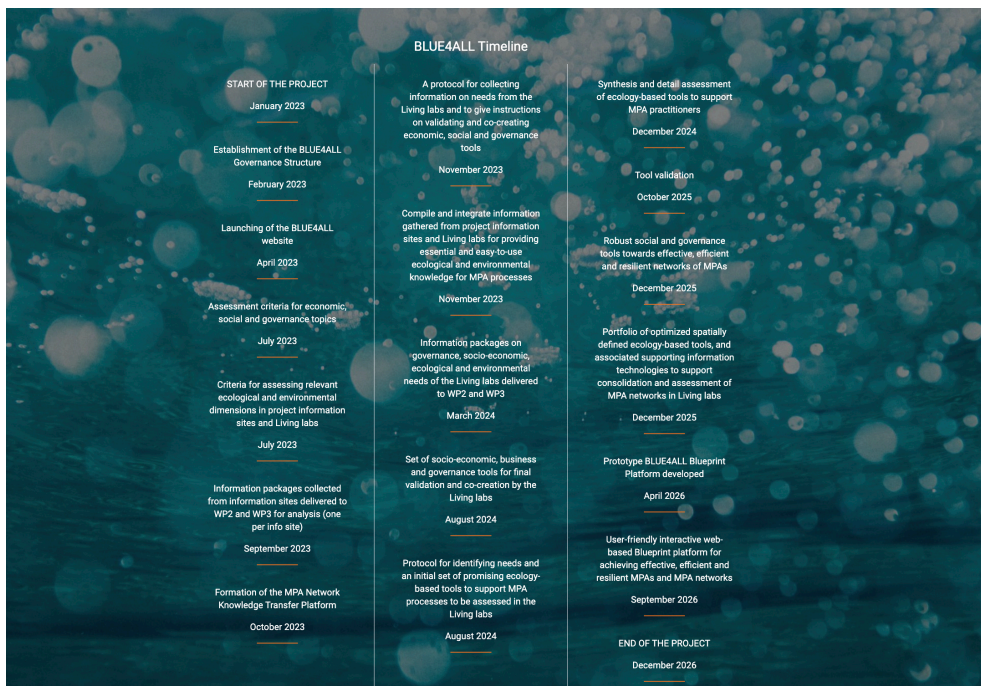 BLUE4ALL Timeline
START OF THE PROJECT
January 2023
Establishment of the BLUE4ALL
Governance Structure
February 2023
Launching of the BLUE4ALL
website
April 2023
Assessment criteria for economic,
social and governance topics
July 2023
Criteria for assessing relevant
ecological and environmental
dimensions in project information
sites and Living labs
July 2023
Information packages collected
from information sites delivered to
WP2 and WP3 for analysis (one
per info site)
September 2023
Formation of the MPA Network
Knowledge Transfer Platform
October 2023
A protocol for collecting
information on needs from the
Living labs and to give instructions
on validating and co-creating
economic, social and governance
tools
November 2023
Compile and integrate information
gathered from project information
sites and Living labs for providing
essential and easy-to-use
ecological and environmental
knowledge for MPA processes
November 2023
Information packages on
governance, socio-economic,
ecological and environmental
needs of the Living labs delivered
to WP2 and WP3
March 2024
Set of socio-economic, business
and governance tools for final
validation and co-creation by the
Living labs
August 2024
Protocol for identifying needs and
an initial set of promising ecology-
based tools to support MPA
processes to be assessed in the
Living labs
August 2024
Synthesis and detail assessment
of ecology-based tools to support
MPA practitioners
December 2024
Tool validation
October 2025
Robust social and governance
tools towards effective, efficient
and resilient networks of MPAs
December 2025
Portfolio of optimized spatially
defined ecology-based tools, and
associated supporting information
technologies to support
consolidation and assessment of
MPA networks in Living labs
December 2025
Prototype BLUE4ALL Blueprint
Platform developed
April 2026
User-friendly interactive web-
based Blueprint platform for
achieving effective, efficient and
resilient MPAs and MPA networks
September 2026
END OF THE PROJECT
December 2026